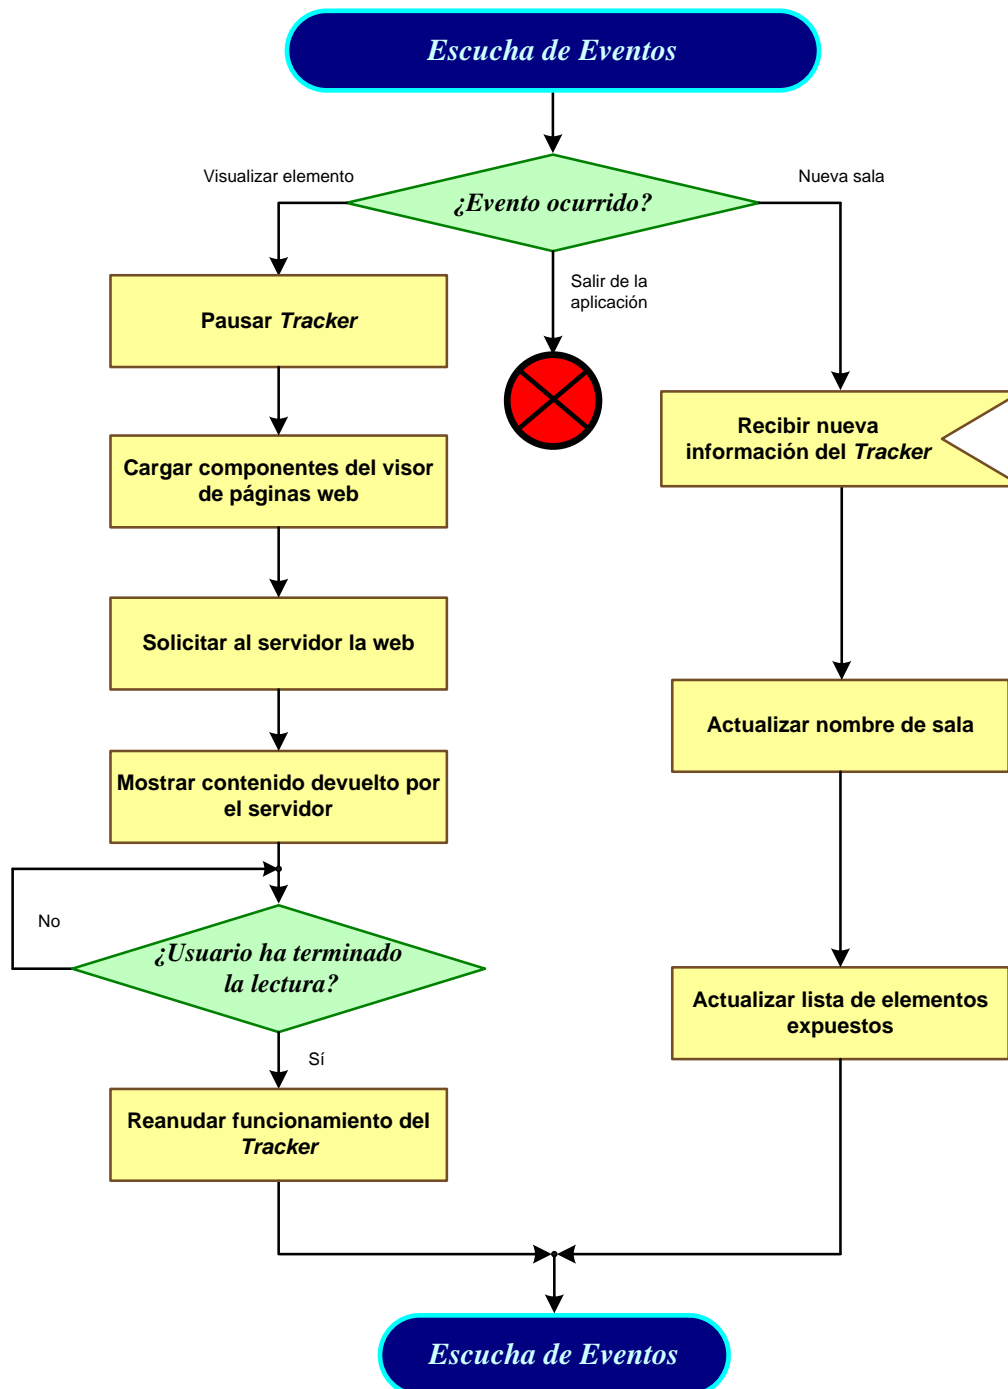 Escucha de Eventos
Visualizar elemento
Nueva sala
¿Evento ocurrido?
Salir de la
aplicación
Pausar Tracker
Recibir nueva
información del Tracker
Cargar componentes del visor
de páginas web
Solicitar al servidor la web
Actualizar nombre de sala
Mostrar contenido devuelto por
el servidor
No
¿Usuario ha terminado
la lectura?
Actualizar lista de elementos
expuestos
Sí
Reanudar funcionamiento del
Tracker
Escucha de Eventos